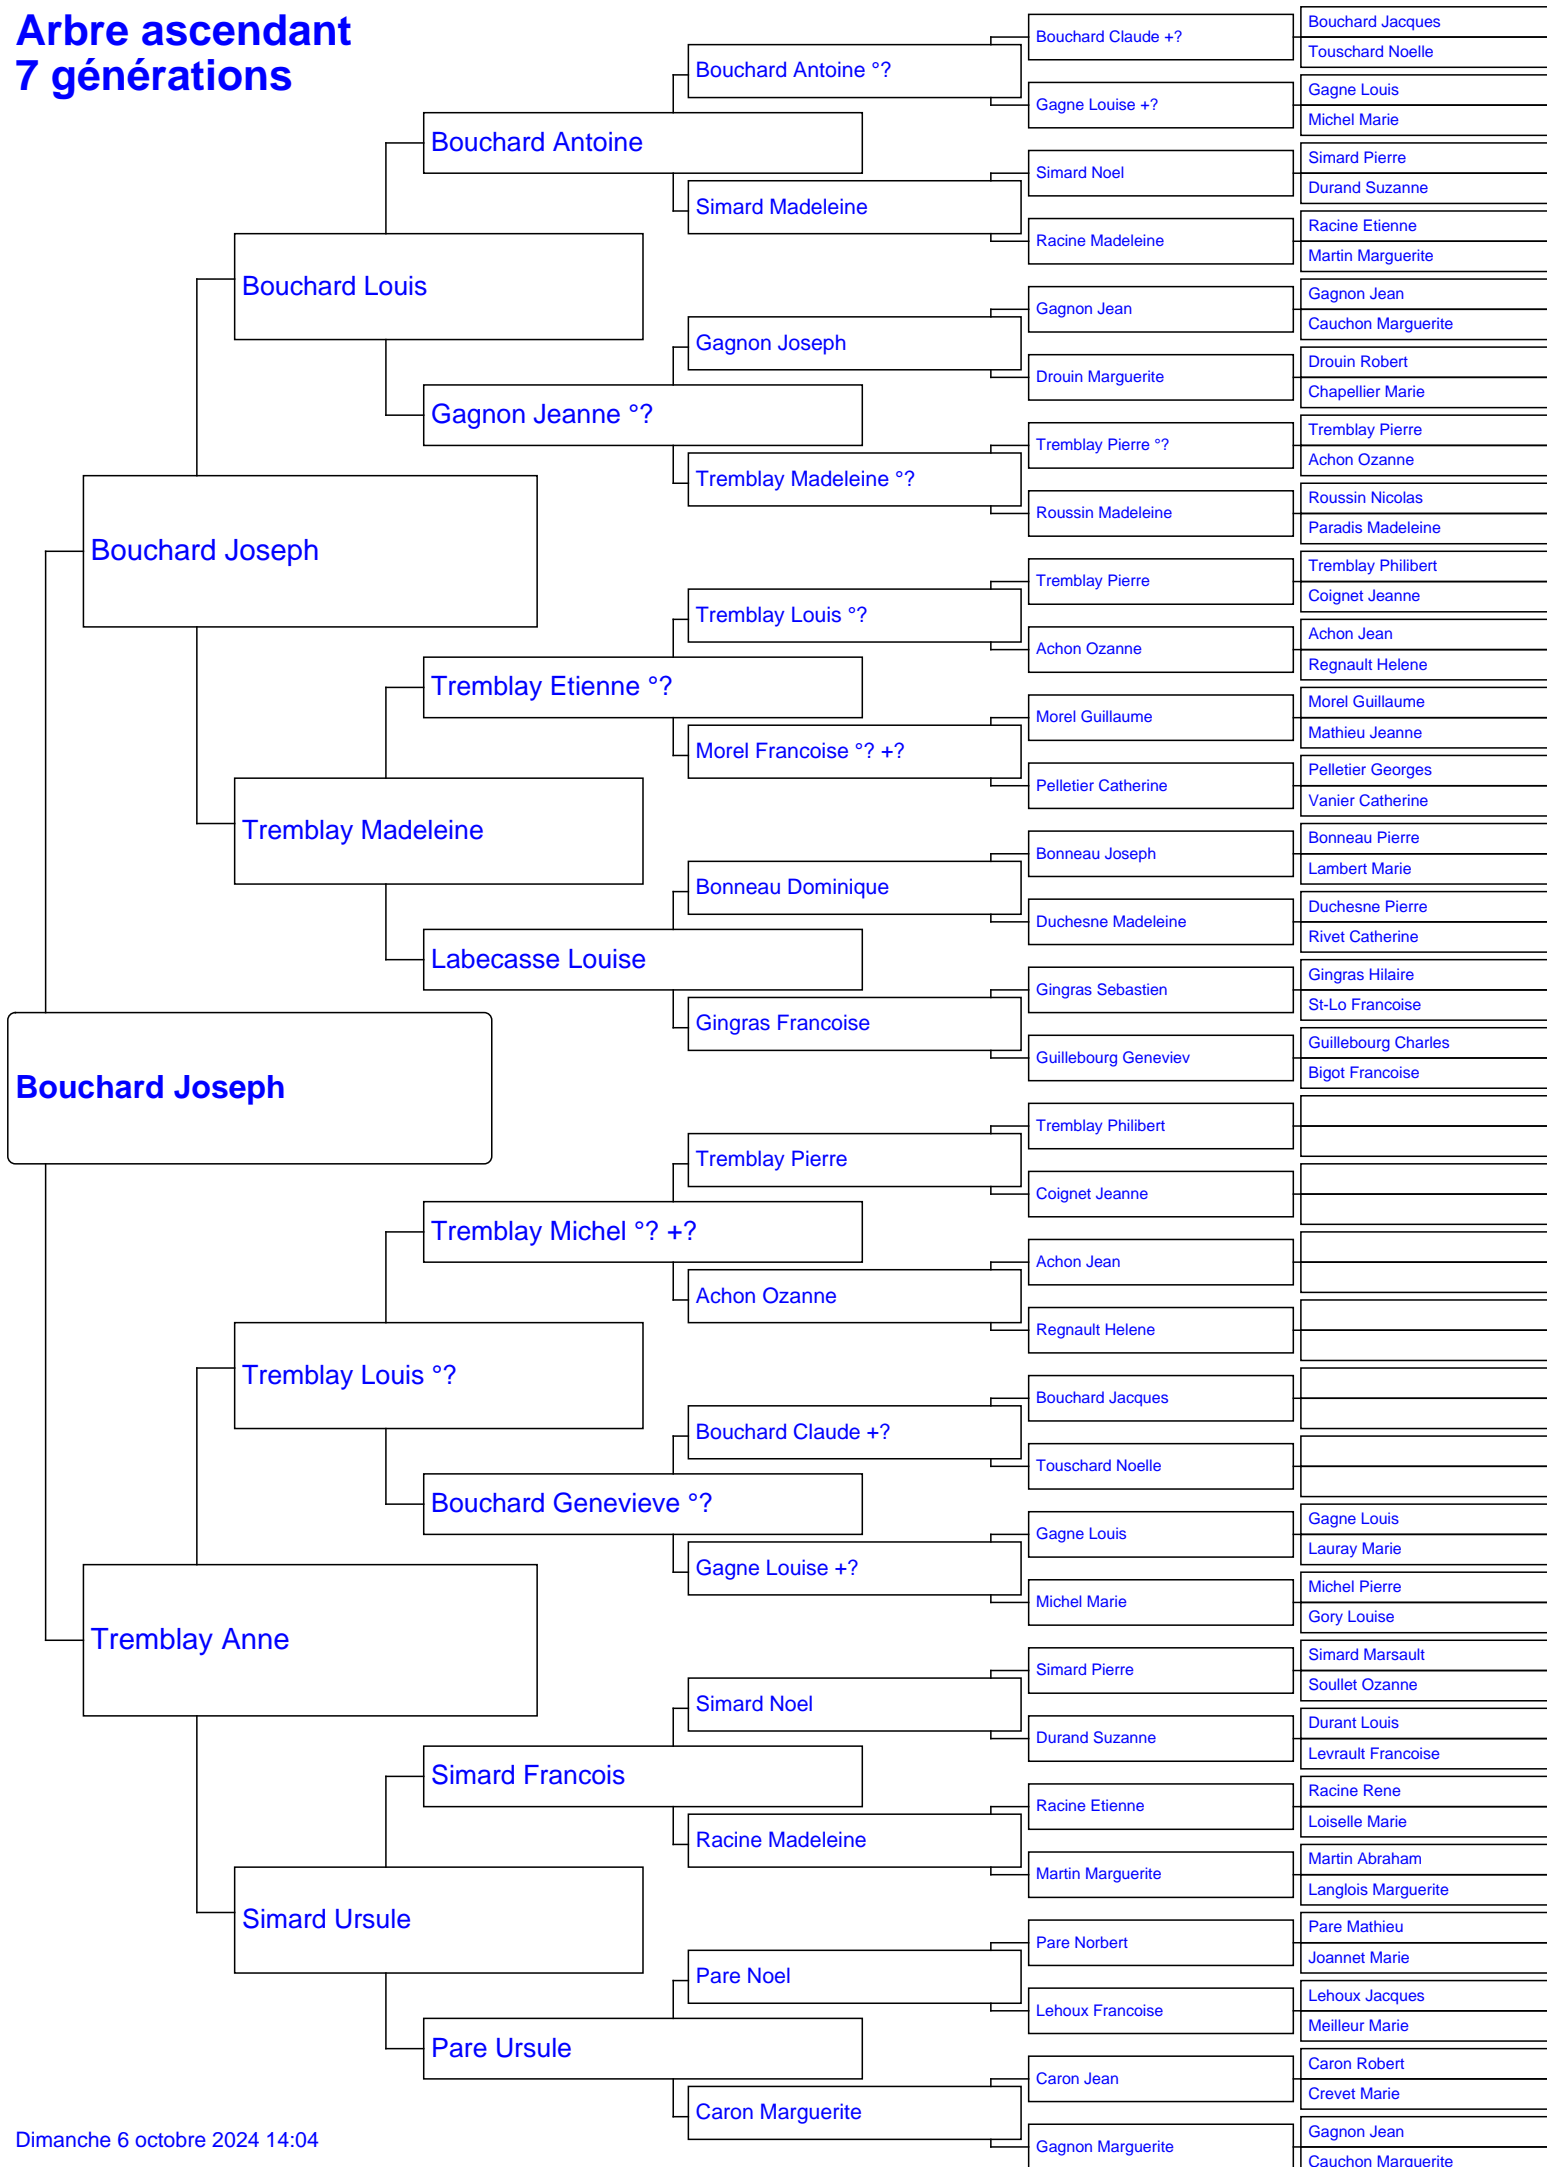 Arbre ascendant
7 générations
Bouchard Joseph
Bouchard Joseph
Tremblay Anne
Bouchard Louis
Tremblay Madeleine
Tremblay Louis °?
Simard Ursule
Bouchard Antoine
Gagnon Jeanne °?
Tremblay Etienne °?
Labecasse Louise
Tremblay Michel °? +?
Bouchard Genevieve °?
Simard Francois
Pare Ursule
Bouchard Antoine °?
Simard Madeleine
Gagnon Joseph
Tremblay Madeleine °?
Tremblay Louis °?
Morel Francoise °? +?
Bonneau Dominique
Gingras Francoise
Tremblay Pierre
Achon Ozanne
Bouchard Claude +?
Gagne Louise +?
Simard Noel
Racine Madeleine
Pare Noel
Caron Marguerite
Bouchard Claude +?
Gagne Louise +?
Simard Noel
Racine Madeleine
Gagnon Jean
Drouin Marguerite
Tremblay Pierre °?
Roussin Madeleine
Tremblay Pierre
Achon Ozanne
Morel Guillaume
Pelletier Catherine
Bonneau Joseph
Duchesne Madeleine
Gingras Sebastien
Guillebourg Geneviev
Tremblay Philibert
Coignet Jeanne
Achon Jean
Regnault Helene
Bouchard Jacques
Touschard Noelle
Gagne Louis
Michel Marie
Simard Pierre
Durand Suzanne
Racine Etienne
Martin Marguerite
Pare Norbert
Lehoux Francoise
Caron Jean
Gagnon Marguerite
Bouchard Jacques
Touschard Noelle
Gagne Louis
Michel Marie
Simard Pierre
Durand Suzanne
Racine Etienne
Martin Marguerite
Gagnon Jean
Cauchon Marguerite
Drouin Robert
Chapellier Marie
Tremblay Pierre
Achon Ozanne
Roussin Nicolas
Paradis Madeleine
Tremblay Philibert
Coignet Jeanne
Achon Jean
Regnault Helene
Morel Guillaume
Mathieu Jeanne
Pelletier Georges
Vanier Catherine
Bonneau Pierre
Lambert Marie
Duchesne Pierre
Rivet Catherine
Gingras Hilaire
St-Lo Francoise
Guillebourg Charles
Bigot Francoise
Gagne Louis
Lauray Marie
Michel Pierre
Gory Louise
Simard Marsault
Soullet Ozanne
Durant Louis
Levrault Francoise
Racine Rene
Loiselle Marie
Martin Abraham
Langlois Marguerite
Pare Mathieu
Joannet Marie
Lehoux Jacques
Meilleur Marie
Caron Robert
Crevet Marie
Gagnon Jean
Cauchon Marguerite
Dimanche 6 octobre 2024 14:04